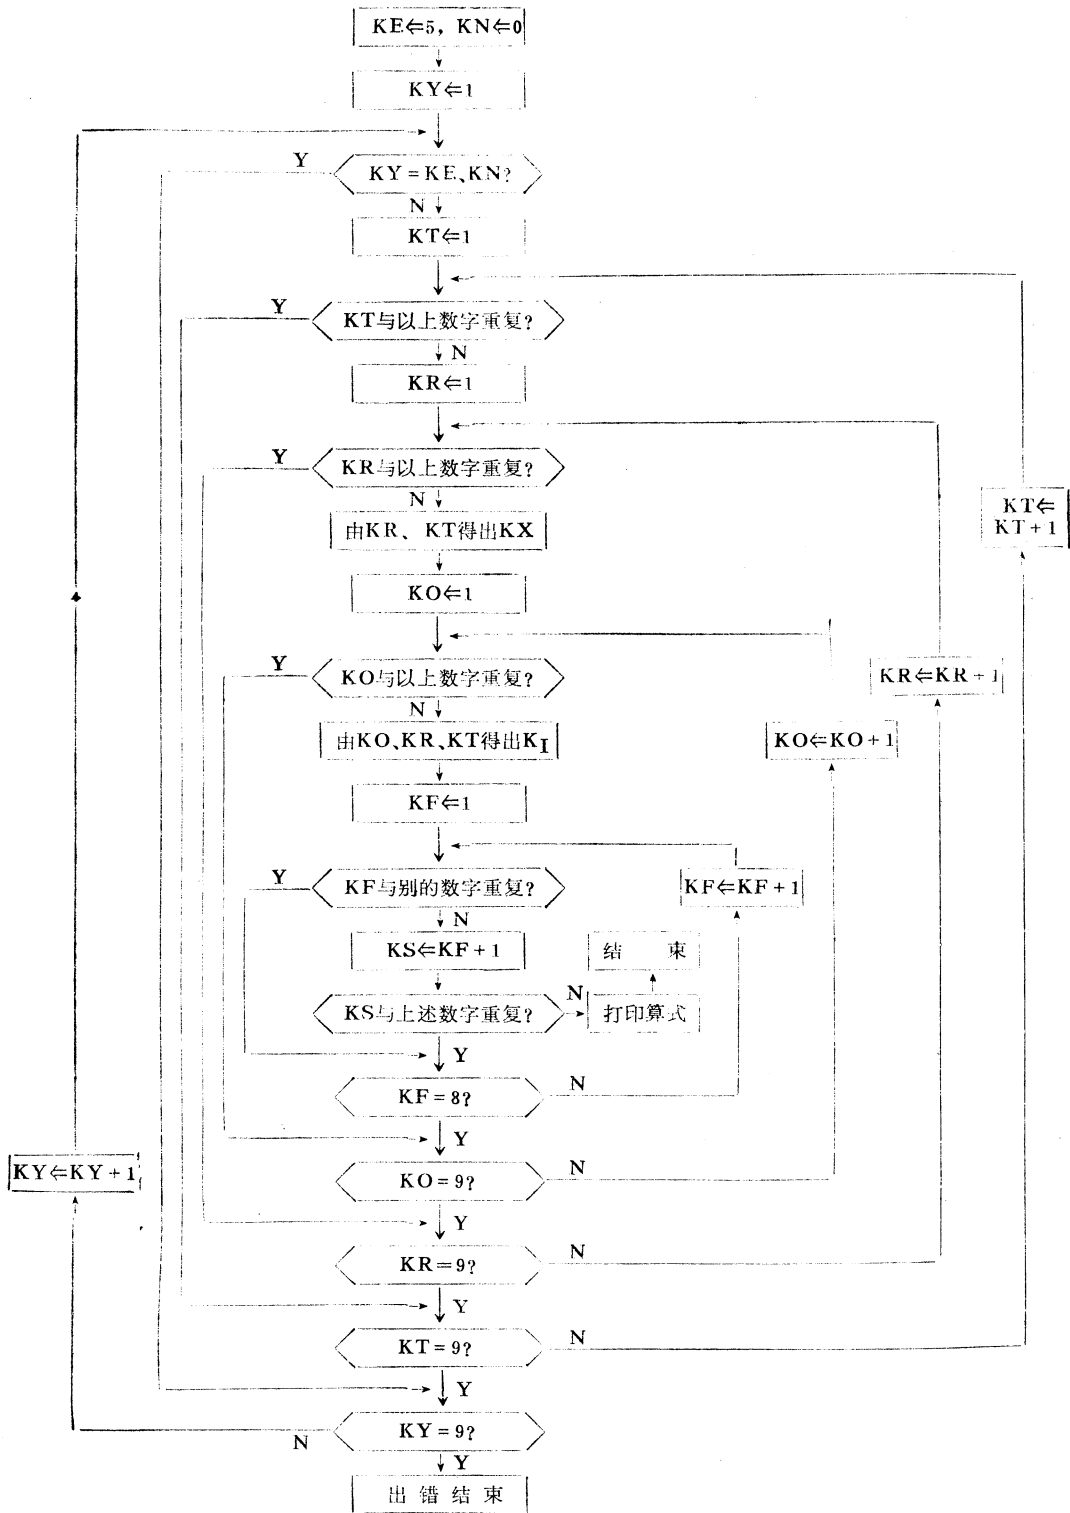 KE⇐5, KN⇐0
KY⇐1
Y
KY=KE、KN?
N
KT⇐1
Y
KT与以上数字重复?
N
KR⇐1
Y
KR与以上数字重复?
N
KT⇐
KT+1
由KR、KT得出KX
KO⇐1
Y
KO与以上数字重复?
KR⇐KR+1
N
由KO、KR、KT得出KI
KO⇐KO+1
KF⇐1
Y
KF与别的数字重复?
KF⇐KF+1
N
KS⇐KF+1
结 束
KS与上述数字重复?
N
打印算式
Y
KF=8?
N
Y
KY⇐KY+1
KO=9?
N
Y
KR=9?
N
Y
KT=9?
N
Y
KY=9?
N
Y
出错结束